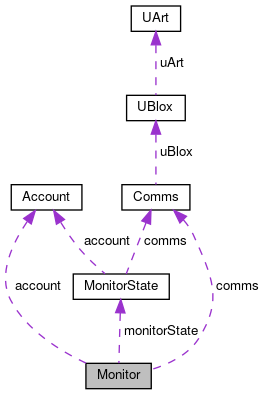 UArt
uArt
UBlox
uBlox
Account
Comms
account
comms
MonitorState
account
comms
monitorState
Monitor